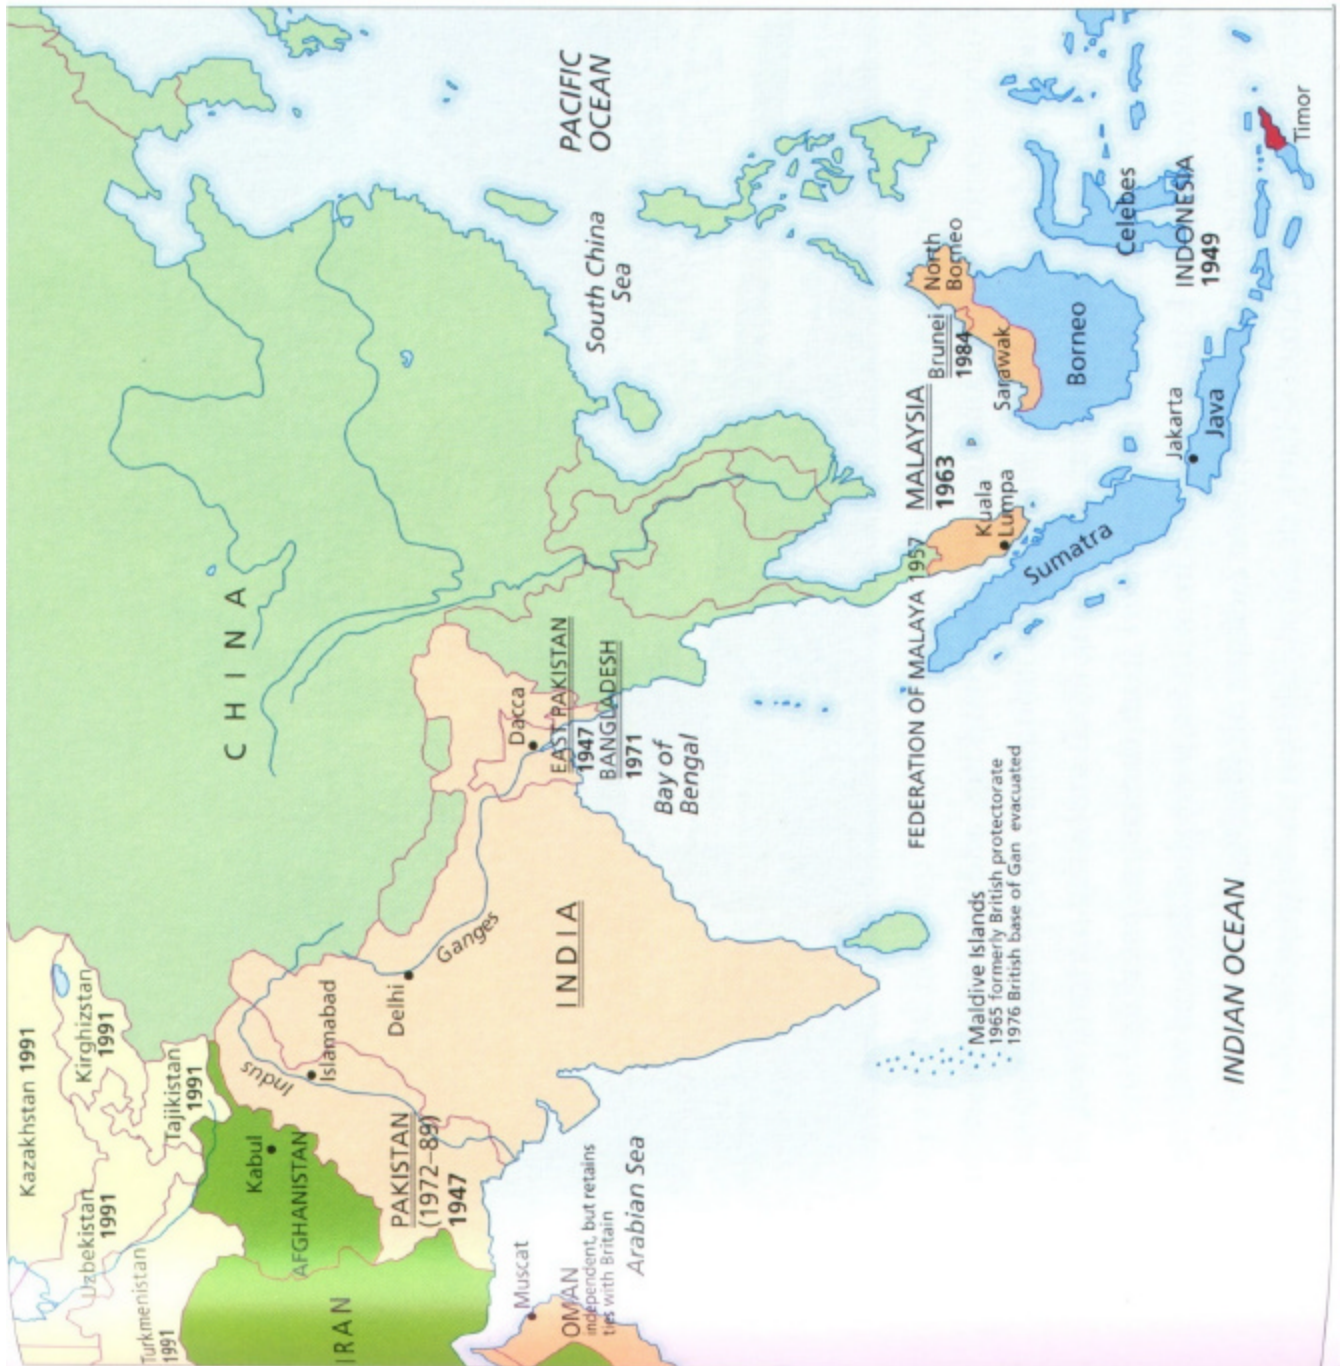 Kazakhstan 1991
Uzbekistan
1991
Kirghizstan
1991
Turkmenistan
1991
Tajikistan
1991
CHINA
Kabul
AFGHANISTAN
IRAN
Indus
Islamabad
PAKISTAN
(1972–89)
1947
Delhi
Ganges
INDIA
Dacca
EAST PAKISTAN
1947
BANGLADESH
1971
Bay of
Bengal
Muscat
OMAN
independent, but retains
ties with Britain
Arabian Sea
PACIFIC
OCEAN
South China
Sea
Maldive Islands
1965 formerly British protectorate
1976 British base of Gan evacuated
FEDERATION OF MALAYA 1957
MALAYSIA
1963
Kuala
Lumpa
Brunei
1984
North
Borneo
Sarawak
Borneo
Sumatra
Jakarta
Java
Celebes
INDONESIA
1949
Timor
INDIAN OCEAN